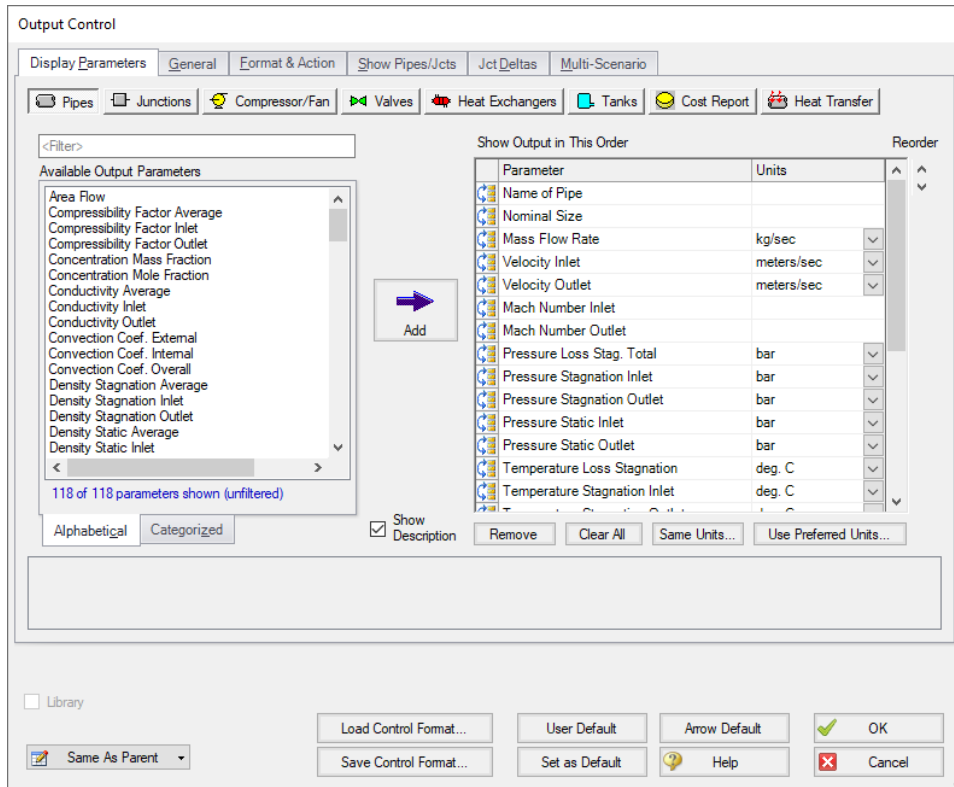 Output Control
Display Parameters General Format & Action Show Pipes/Jcts Jct Deltas Multi-Scenario
Pipes Junctions Compressor/Fan Valves Heat Exchangers Tanks Cost Report Heat Transfer
<Filter>
Available Output Parameters
Area Flow
Compressibility Factor Average
Compressibility Factor Inlet
Compressibility Factor Outlet
Concentration Mass Fraction
Concentration Mole Fraction
Conductivity Average
Conductivity Inlet
Conductivity Outlet
Convection Coef. External
Convection Coef. Internal
Convection Coef. Overall
Density Stagnation Average
Density Stagnation Inlet
Density Stagnation Outlet
Density Static Average
Density Static Inlet
118 of 118 parameters shown (unfiltered)
Alphabetical Categorized
Add
Show
Description
Show Output in This Order Reorder
Parameter Units
Name of Pipe
Nominal Size
Mass Flow Rate kg/sec
Velocity Inlet meters/sec
Velocity Outlet meters/sec
Mach Number Inlet
Mach Number Outlet
Pressure Loss Stag. Total bar
Pressure Stagnation Inlet bar
Pressure Stagnation Outlet bar
Pressure Static Inlet bar
Pressure Static Outlet bar
Temperature Loss Stagnation deg. C
Temperature Stagnation Inlet deg. C
Remove Clear All Same Units... Use Preferred Units...
Library
Load Control Format... User Default Arrow Default OK
Same As Parent Save Control Format... Set as Default Help Cancel